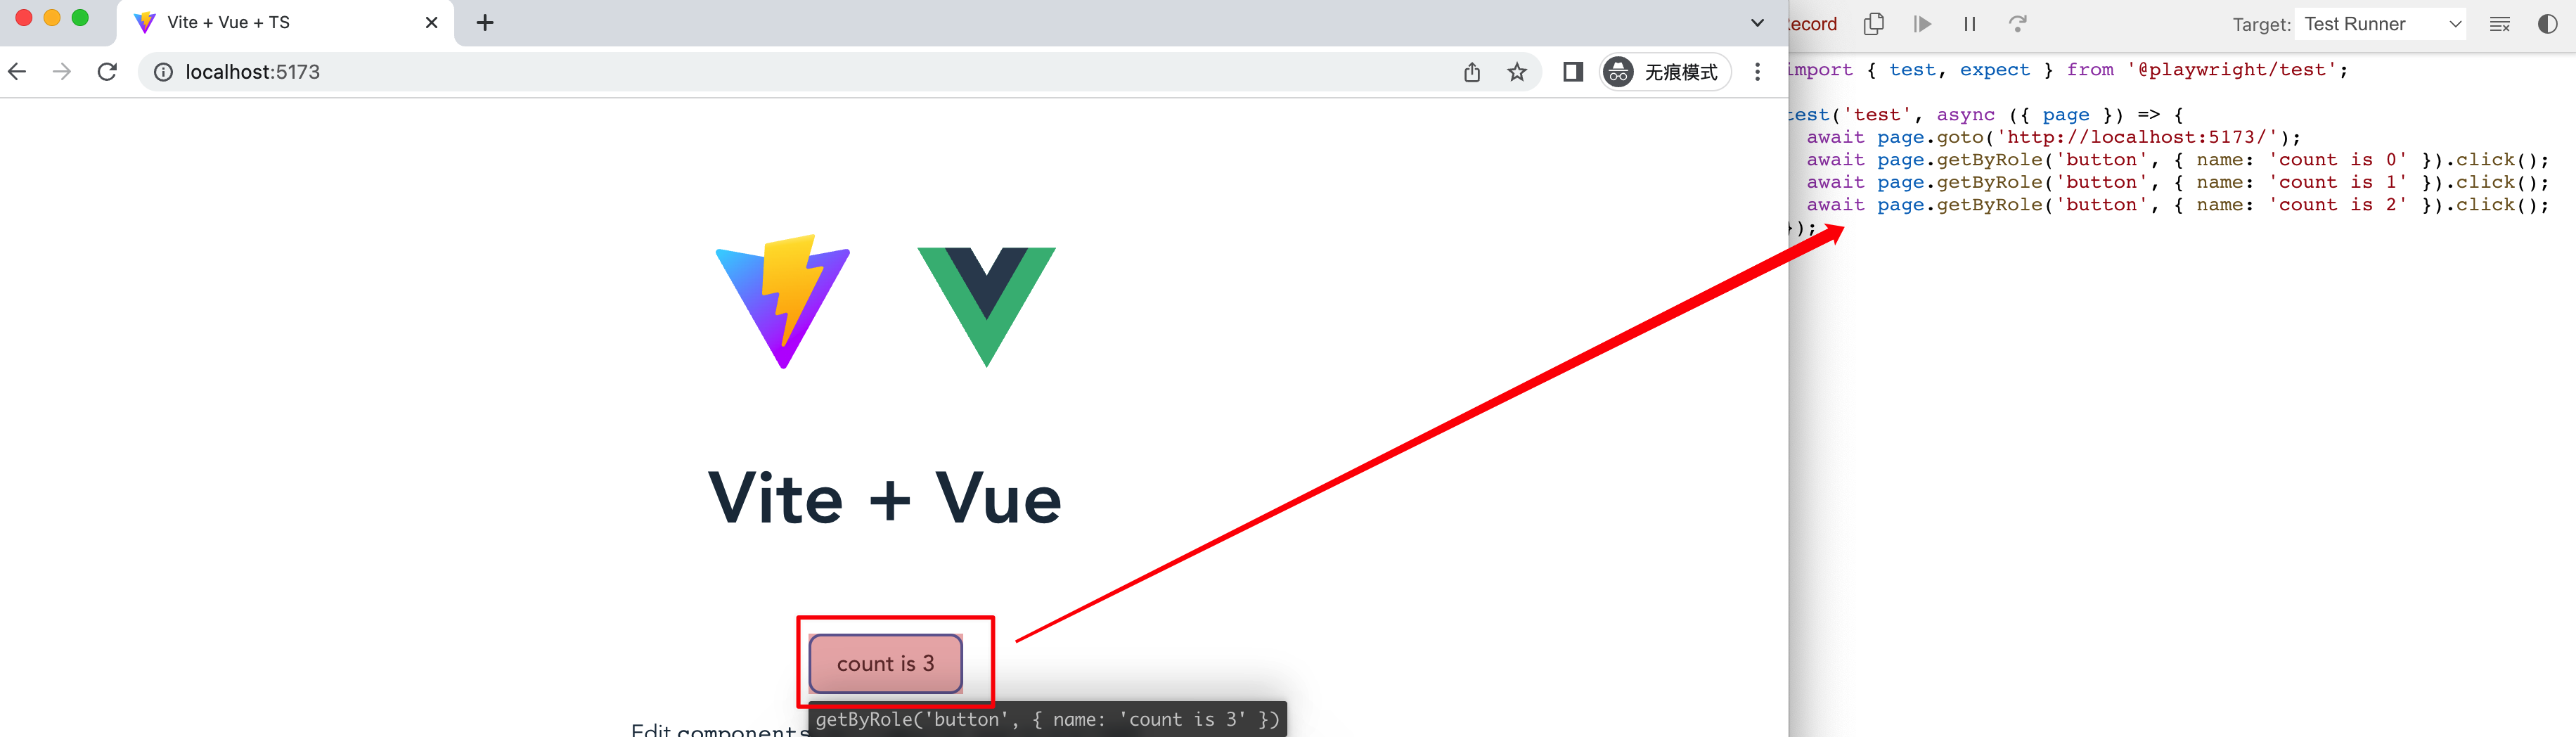 Vite + Vue + TS
localhost:5173
无痕模式
Vite + Vue
count is 3
getByRole('button', { name: 'count is 3' })
Edit components
ecord
Target: Test Runner
import { test, expect } from '@playwright/test';
test('test', async ({ page }) => {
await page.goto('http://localhost:5173/');
await page.getByRole('button', { name: 'count is 0' }).click();
await page.getByRole('button', { name: 'count is 1' }).click();
await page.getByRole('button', { name: 'count is 2' }).click();
});